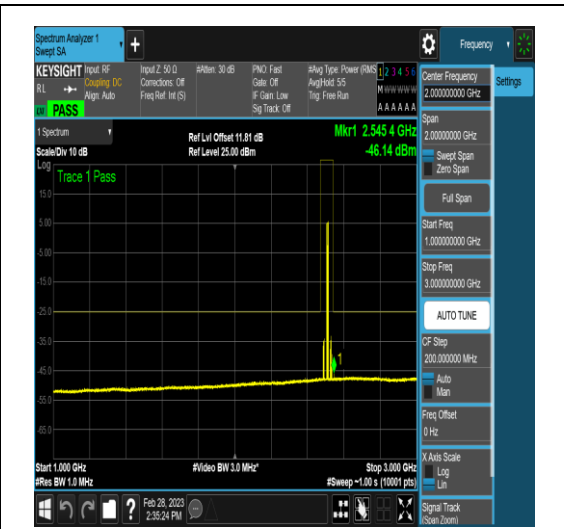 Spectrum Analyzer 1
Swept SA
+
Frequency
KEYSIGHT
RL
Input: RF
Coupling: DC
Align: Auto
Input Z: 50 Ω
Corrections: Off
Freq Ref: Int (S)
#Atten: 30 dB
PNO: Fast
Gate: Off
IF Gain: Low
Sig Track: Off
#Avg Type: Power (RMS)
Avg|Hold: 5/5
Trig: Free Run
1 2 3 4 5 6
M W W W W W
A A A A A A
PASS
Center Frequency
2.000000000 GHz
Settings
1 Spectrum
Scale/Div 10 dB
Ref Lvl Offset 11.81 dB
Ref Level 25.00 dBm
Mkr1 2.545 4 GHz
-46.14 dBm
Span
2.00000000 GHz
Swept Span
Zero Span
Log
Trace 1 Pass
15.0
5.00
-5.00
-15.0
-25.0
-35.0
-45.0
-55.0
-65.0
1
Full Span
Start Freq
1.000000000 GHz
Stop Freq
3.000000000 GHz
AUTO TUNE
CF Step
200.000000 MHz
Auto
Man
Freq Offset
0 Hz
X Axis Scale
Log
Lin
Signal Track
(Span Zoom)
Start 1.000 GHz
#Res BW 1.0 MHz
#Video BW 3.0 MHz*
Stop 3.000 GHz
#Sweep ~1.00 s (10001 pts)
?
Feb 28, 2023
2:35:24 PM